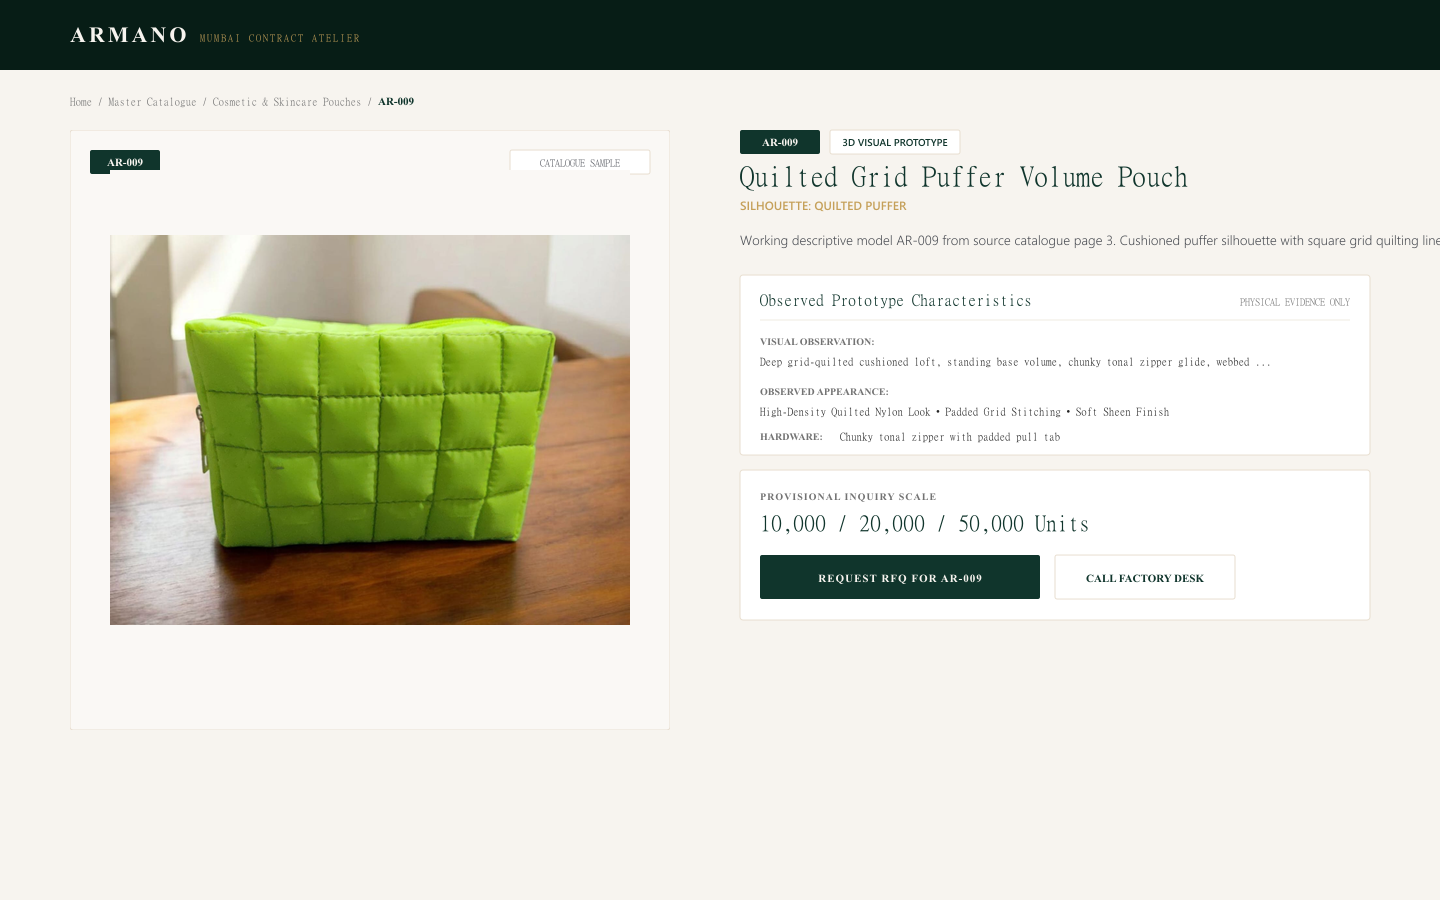 ARMANO MUMBAI CONTRACT ATELIER
Home / Master Catalogue / Cosmetic & Skincare Pouches / AR-009
AR-009
CATALOGUE SAMPLE
AR-009
3D VISUAL PROTOTYPE
Quilted Grid Puffer Volume Pouch
SILHOUETTE: QUILTED PUFFER
Working descriptive model AR-009 from source catalogue page 3. Cushioned puffer silhouette with square grid quilting line
Observed Prototype Characteristics
PHYSICAL EVIDENCE ONLY
VISUAL OBSERVATION:
Deep grid-quilted cushioned loft, standing base volume, chunky tonal zipper glide, webbed ...
OBSERVED APPEARANCE:
High-Density Quilted Nylon Look • Padded Grid Stitching • Soft Sheen Finish
HARDWARE: Chunky tonal zipper with padded pull tab
PROVISIONAL INQUIRY SCALE
10,000 / 20,000 / 50,000 Units
REQUEST RFQ FOR AR-009
CALL FACTORY DESK